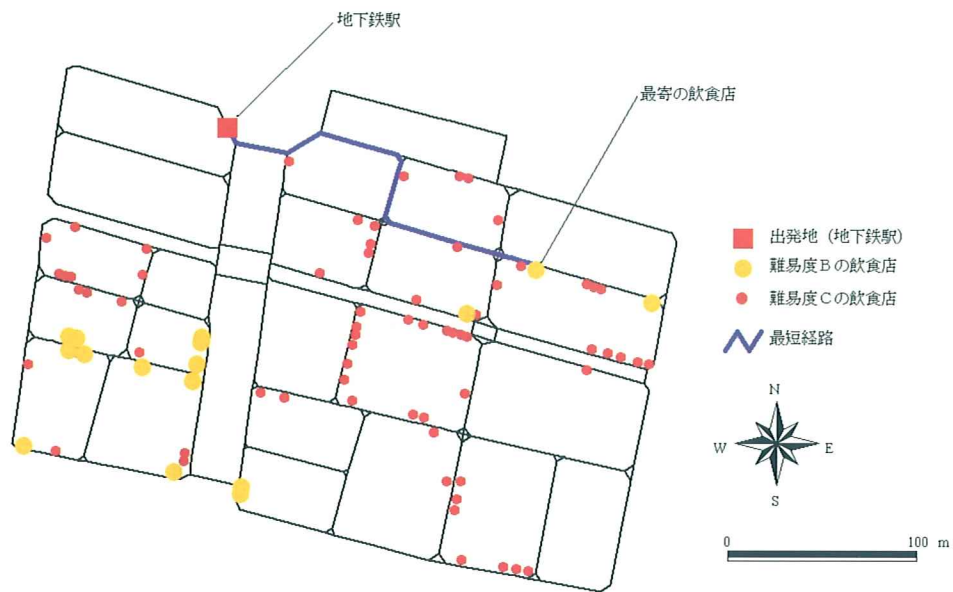 地下鉄駅
最寄の飲食店
出発地（地下鉄駅）
難易度Ｂの飲食店
難易度Ｃの飲食店
最短経路
N
W E
S
0 100 m